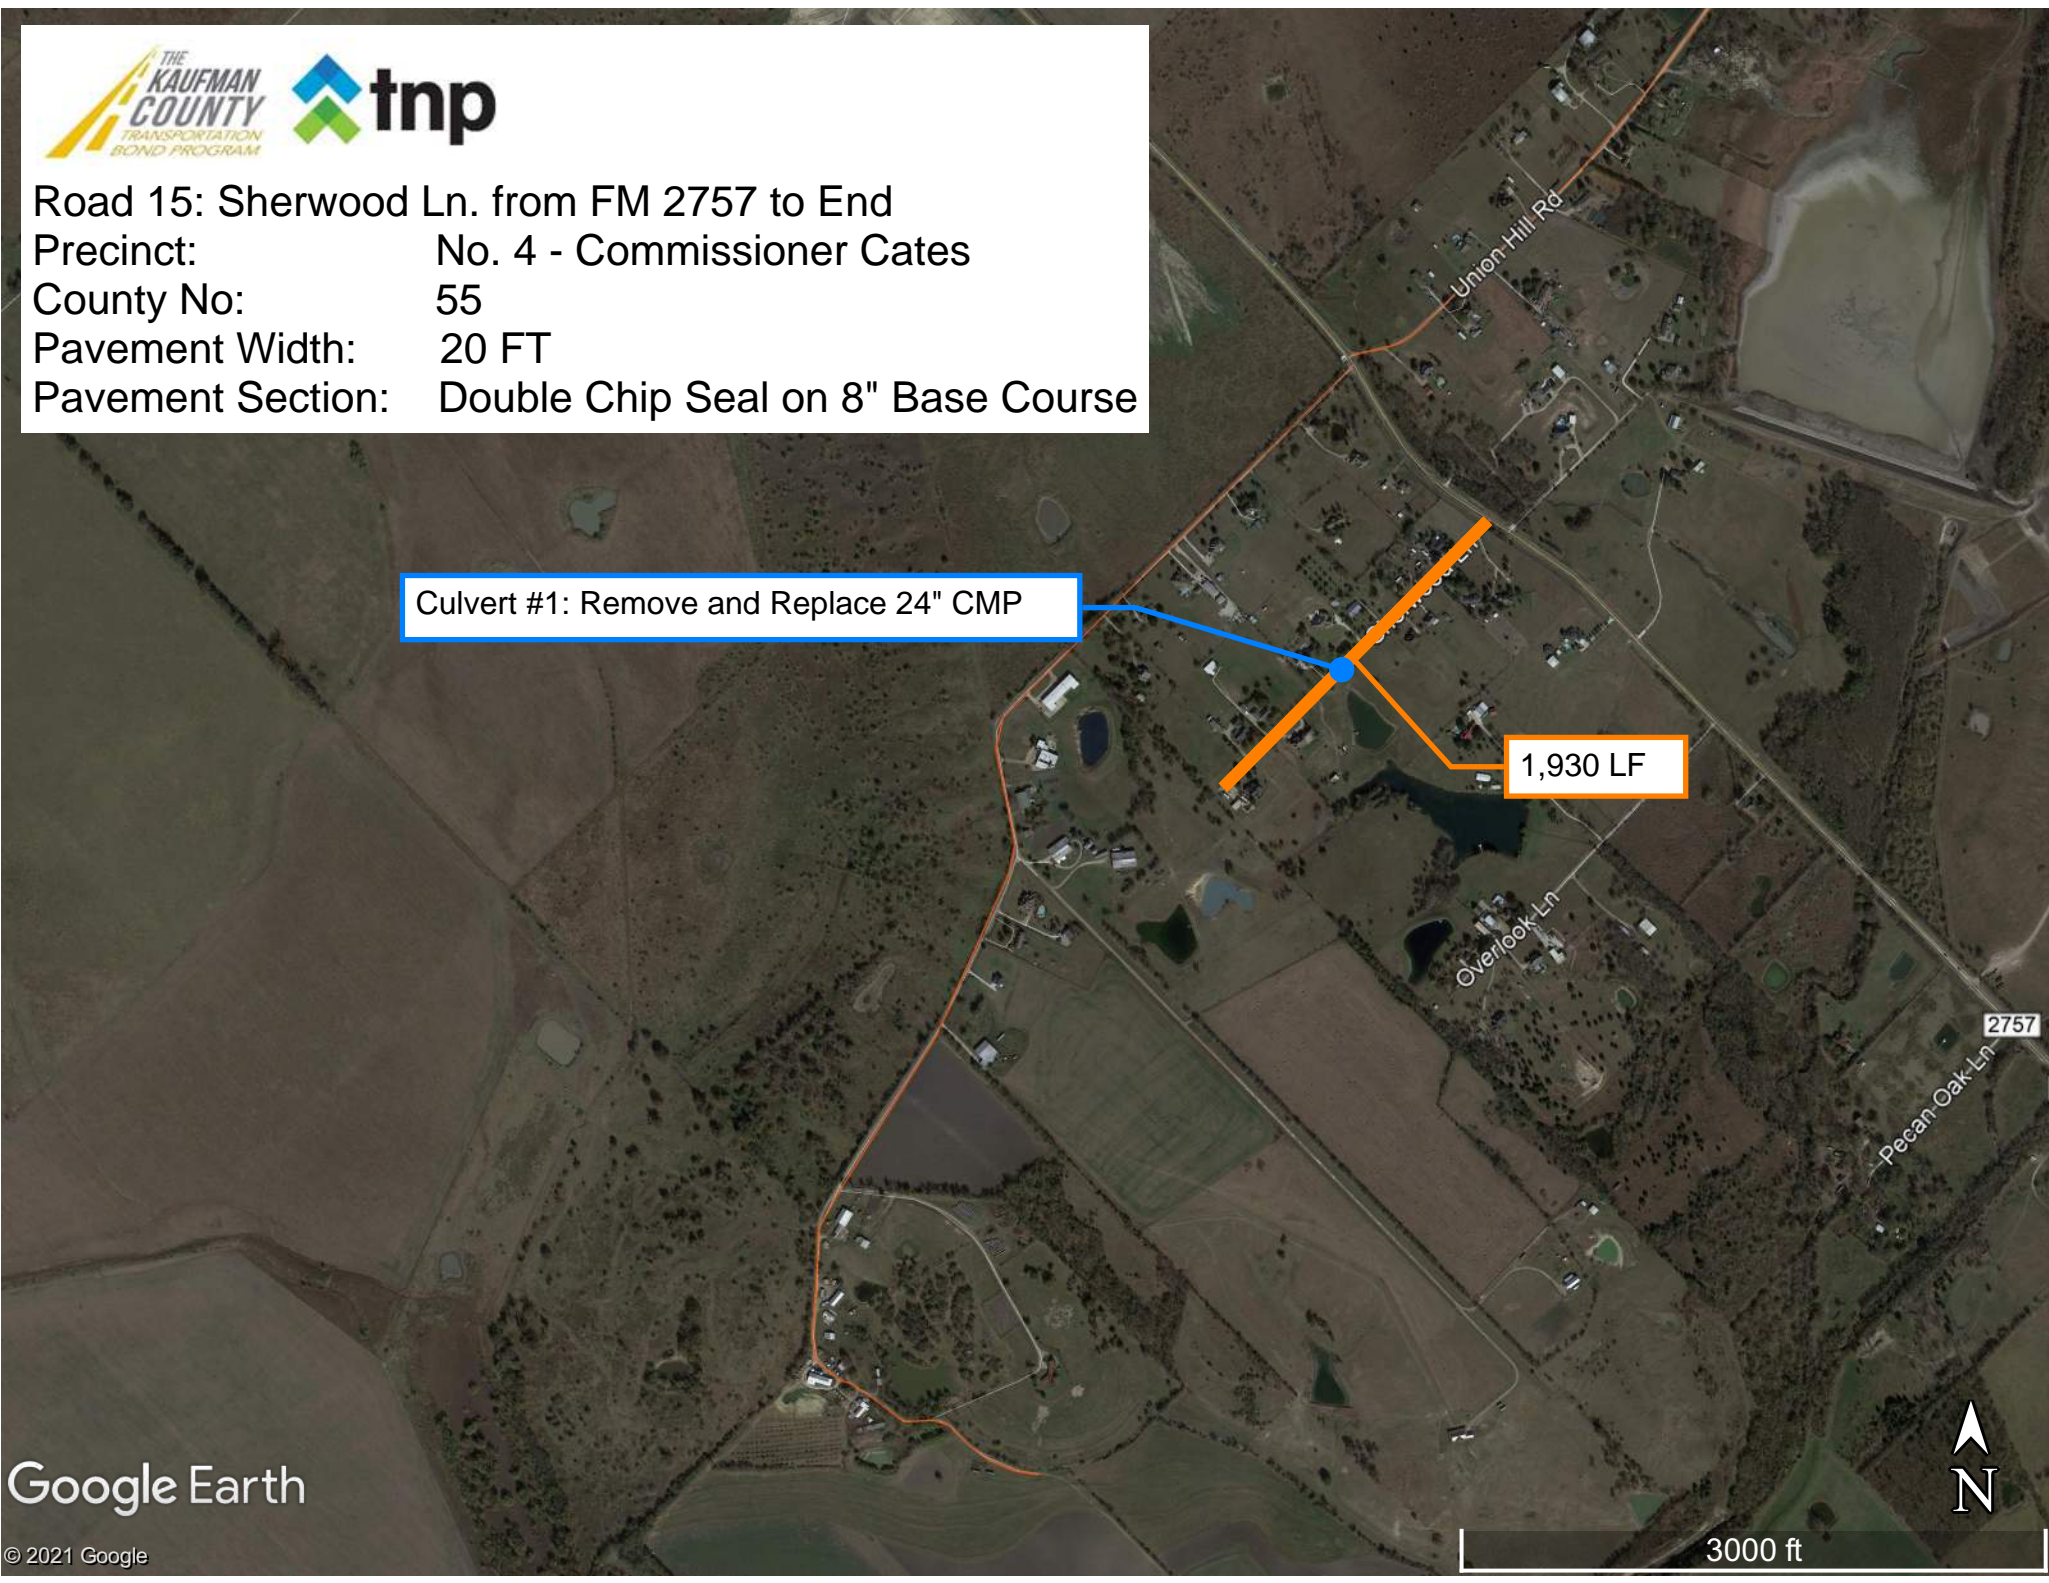 THE
KAUFMAN
COUNTY
TRANSPORTATION
BOND PROGRAM
tnp
Road 15: Sherwood Ln. from FM 2757 to End
Precinct: No. 4 - Commissioner Cates
County No: 55
Pavement Width: 20 FT
Pavement Section: Double Chip Seal on 8" Base Course
Union Hill Rd
Culvert #1: Remove and Replace 24" CMP
1,930 LF
Overlook Ln
2757
Pecan Oak Ln
N
Google Earth
© 2021 Google
3000 ft